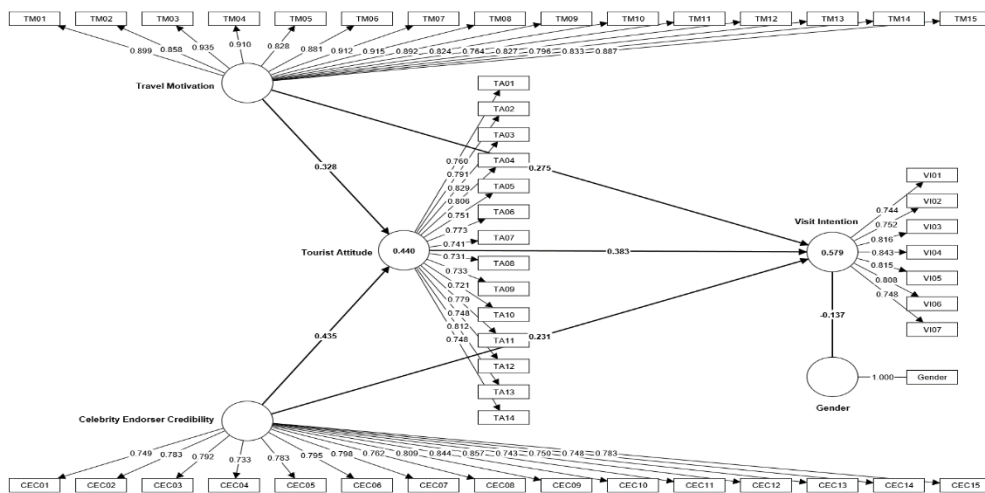 TM01 TM02 TM03 TM04 TM05 TM06 TM07 TM08 TM09 TM10 TM11 TM12 TM13 TM14 TM15
0.899 0.858 0.935 0.910 0.828 0.881 0.912 0.915 0.892 0.824 0.764 0.827 0.796 0.833 0.887
Travel Motivation
TA01
TA02
TA03
TA04
TA05
TA06
TA07
TA08
TA09
TA10
TA11
TA12
TA13
TA14
0.760
0.791
0.829
0.806
0.751
0.773
0.741
0.731
0.733
0.721
0.779
0.748
0.812
0.748
0.328
0.275
Tourist Attitude
0.440
0.383
0.435
0.231
Visit Intention
0.579
VI01
VI02
VI03
VI04
VI05
VI06
VI07
0.744
0.752
0.816
0.843
0.815
0.808
0.748
-0.137
1.000
Gender
Gender
Celebrity Endorser Credibility
0.749 0.783 0.792 0.733 0.783 0.795 0.798 0.762 0.809 0.844 0.857 0.743 0.750 0.748 0.783
CEC01 CEC02 CEC03 CEC04 CEC05 CEC06 CEC07 CEC08 CEC09 CEC10 CEC11 CEC12 CEC13 CEC14 CEC15